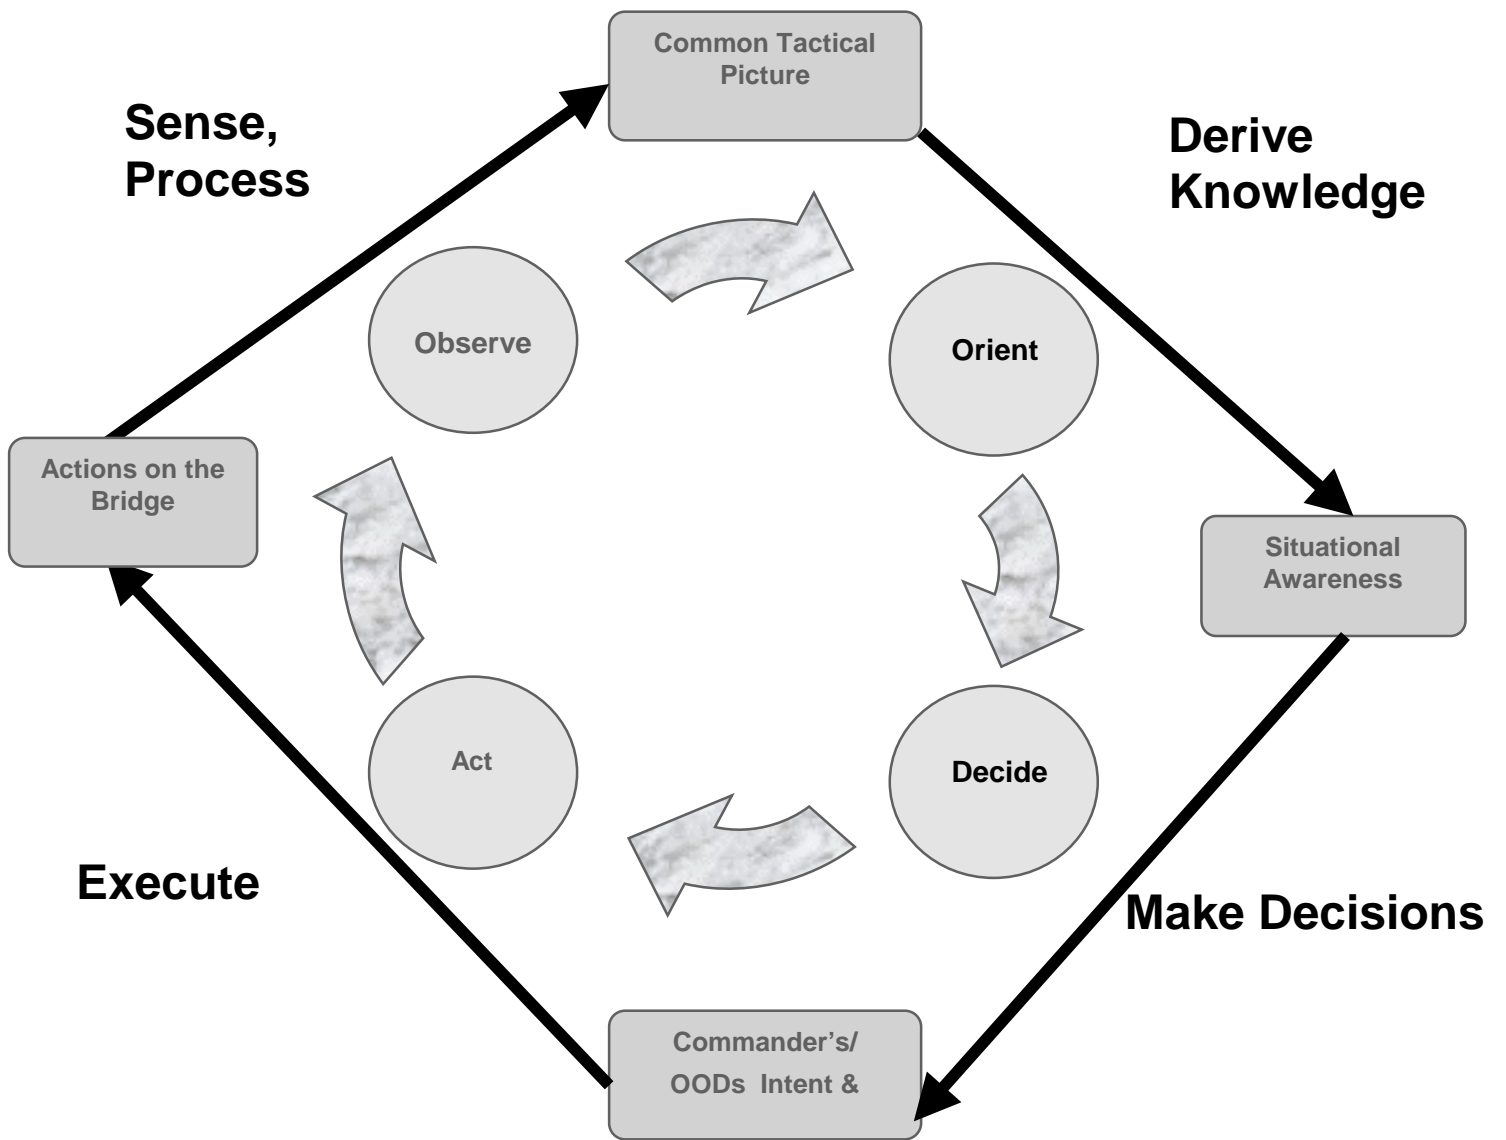 Common Tactical
Picture
Sense,
Process
Derive
Knowledge
Observe
Orient
Actions on the
Bridge
Situational
Awareness
Act
Decide
Execute
Make Decisions
Commander’s/
OODs Intent &